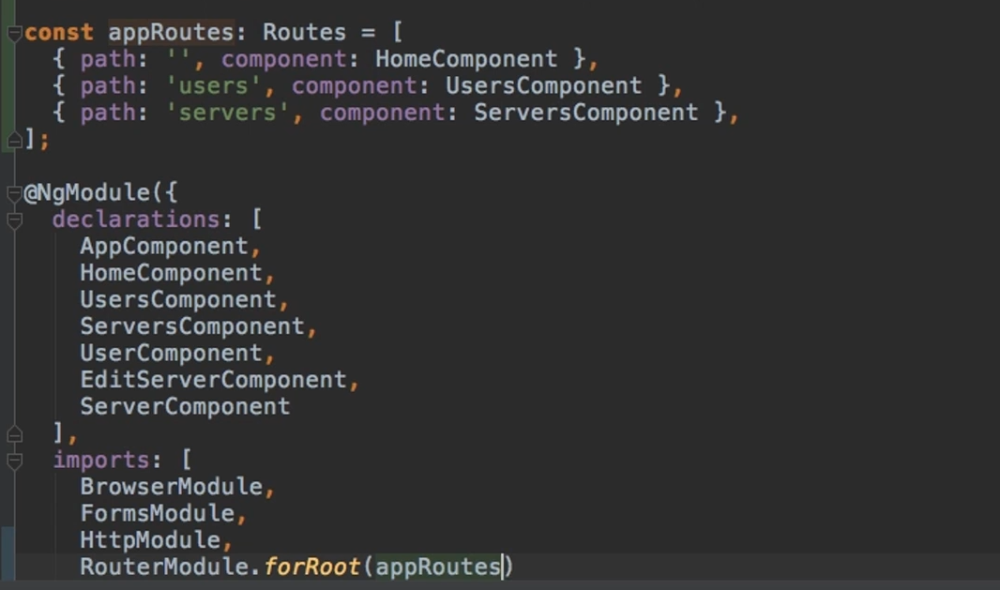 const appRoutes: Routes = [
  { path: '', component: HomeComponent },
  { path: 'users', component: UsersComponent },
  { path: 'servers', component: ServersComponent },
];
@NgModule({
  declarations: [
    AppComponent,
    HomeComponent,
    UsersComponent,
    ServersComponent,
    UserComponent,
    EditServerComponent,
    ServerComponent
  ],
  imports: [
    BrowserModule,
    FormsModule,
    HttpModule,
    RouterModule.forRoot(appRoutes)